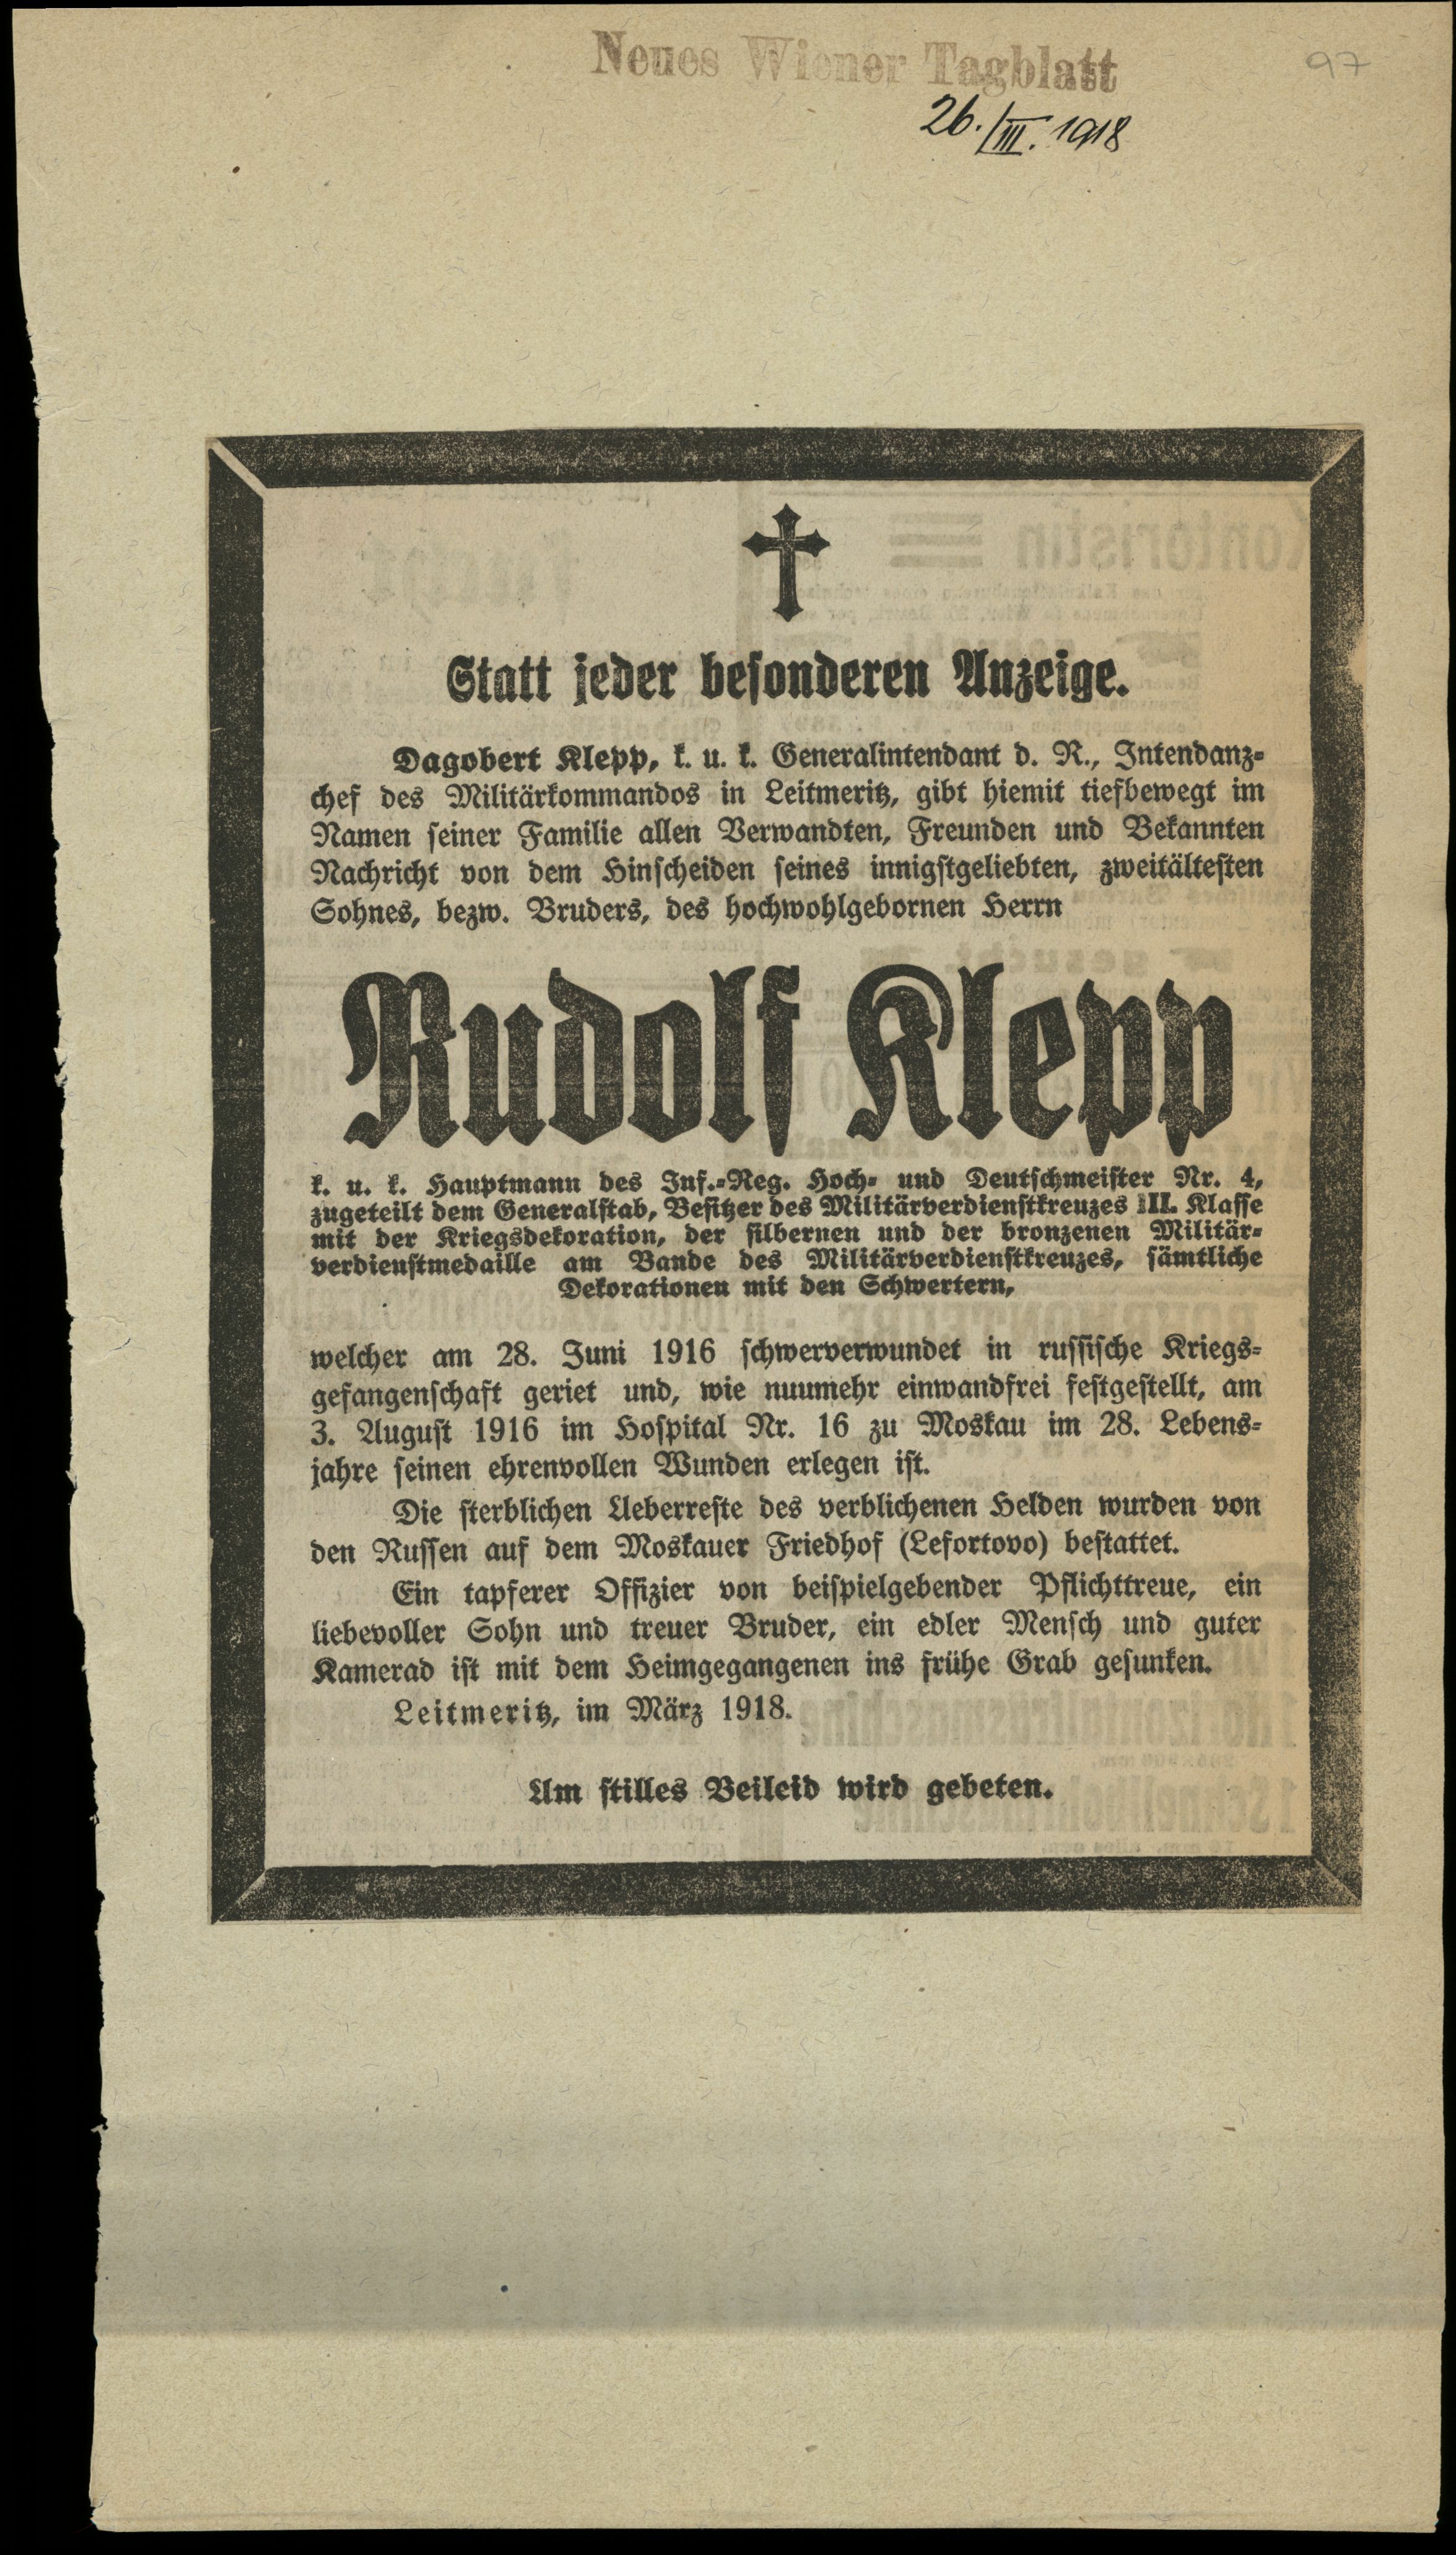 Neues Wiener Tagblatt
97
26./III. 1918
Statt jeder besonderen Anzeige.
Dagobert Klepp, k. u. k. Generalintendant d. R., Intendanz-
chef des Militärkommandos in Leitmeritz, gibt hiemit tiefbewegt im
Namen seiner Familie allen Verwandten, Freunden und Bekannten
Nachricht von dem Hinscheiden seines innigstgeliebten, zweitältesten
Sohnes, bezw. Bruders, des hochwohlgebornen Herrn
Rudolf Klepp
k. u. k. Hauptmann des Inf.-Reg. Hoch- und Deutschmeister Nr. 4,
zugeteilt dem Generalstab, Besitzer des Militärverdienstkreuzes III. Klasse
mit der Kriegsdekoration, der silbernen und der bronzenen Militär-
verdienstmedaille am Bande des Militärverdienstkreuzes, sämtliche
Dekorationen mit den Schwertern,
welcher am 28. Juni 1916 schwerverwundet in russische Kriegs-
gefangenschaft geriet und, wie nuumehr einwandfrei festgestellt, am
3. August 1916 im Hospital Nr. 16 zu Moskau im 28. Lebens-
jahre seinen ehrenvollen Wunden erlegen ist.
Die sterblichen Ueberreste des verblichenen Helden wurden von
den Russen auf dem Moskauer Friedhof (Lefortovo) bestattet.
Ein tapferer Offizier von beispielgebender Pflichttreue, ein
liebevoller Sohn und treuer Bruder, ein edler Mensch und guter
Kamerad ist mit dem Heimgegangenen ins frühe Grab gesunken.
Leitmeritz, im März 1918.
Um stilles Beileid wird gebeten.